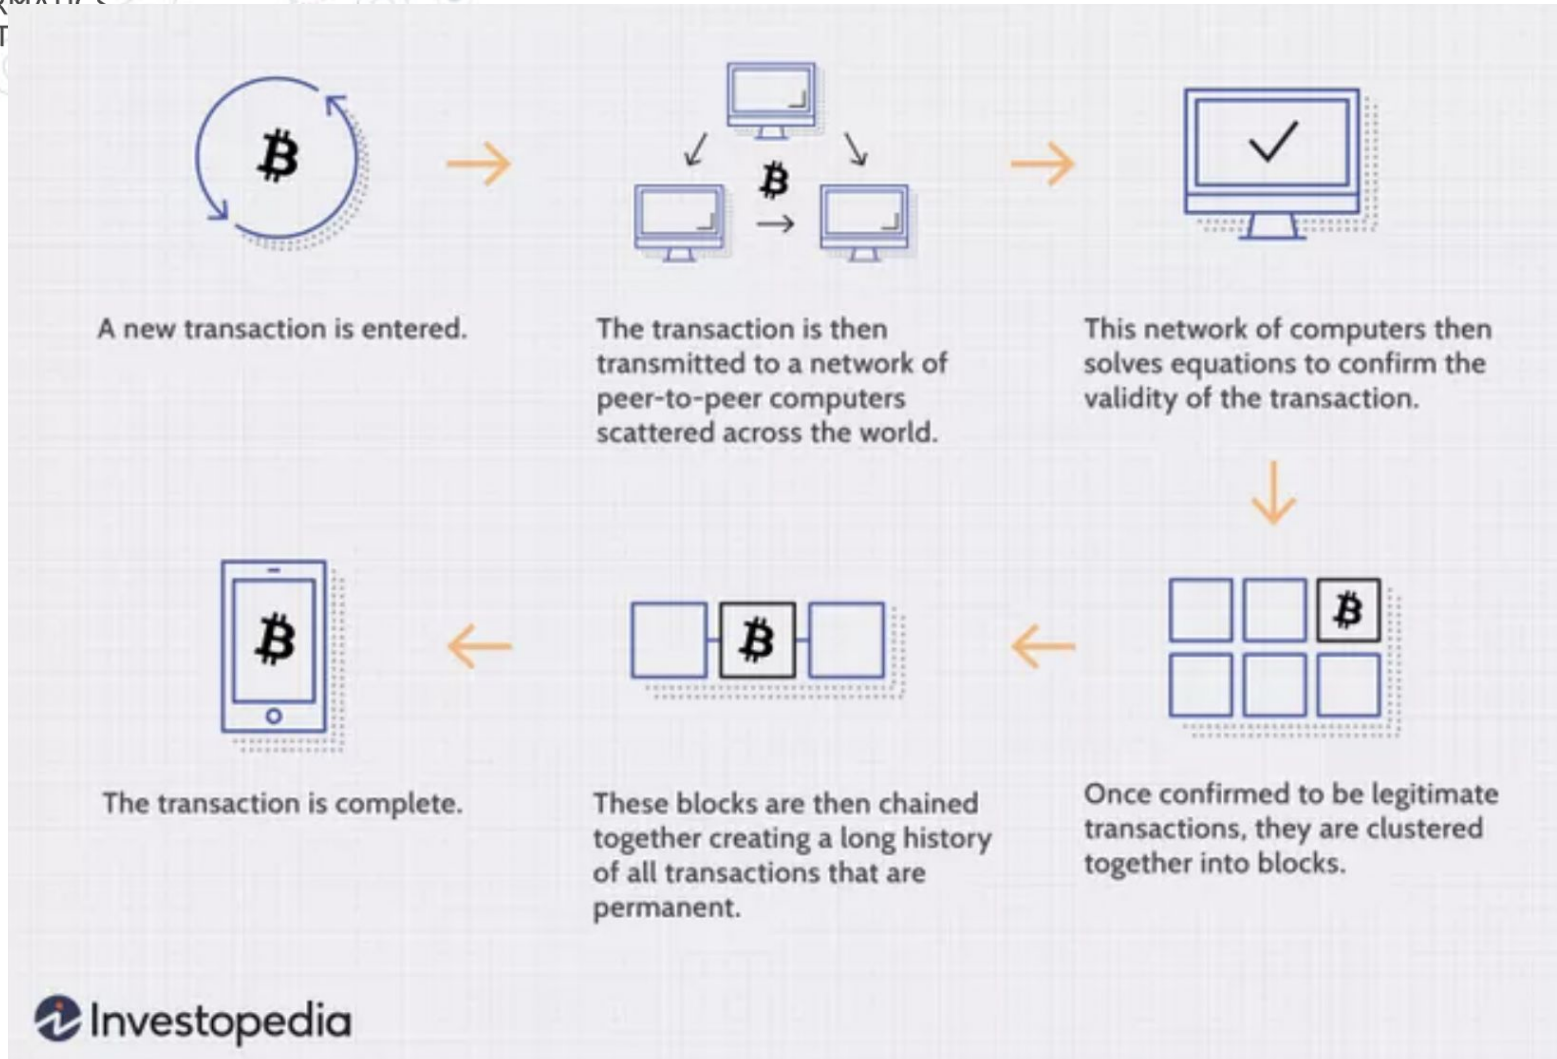 A new transaction is entered.
The transaction is then
transmitted to a network of
peer-to-peer computers
scattered across the world.
This network of computers then
solves equations to confirm the
validity of the transaction.
Once confirmed to be legitimate
transactions, they are clustered
together into blocks.
These blocks are then chained
together creating a long history
of all transactions that are
permanent.
The transaction is complete.
Investopedia